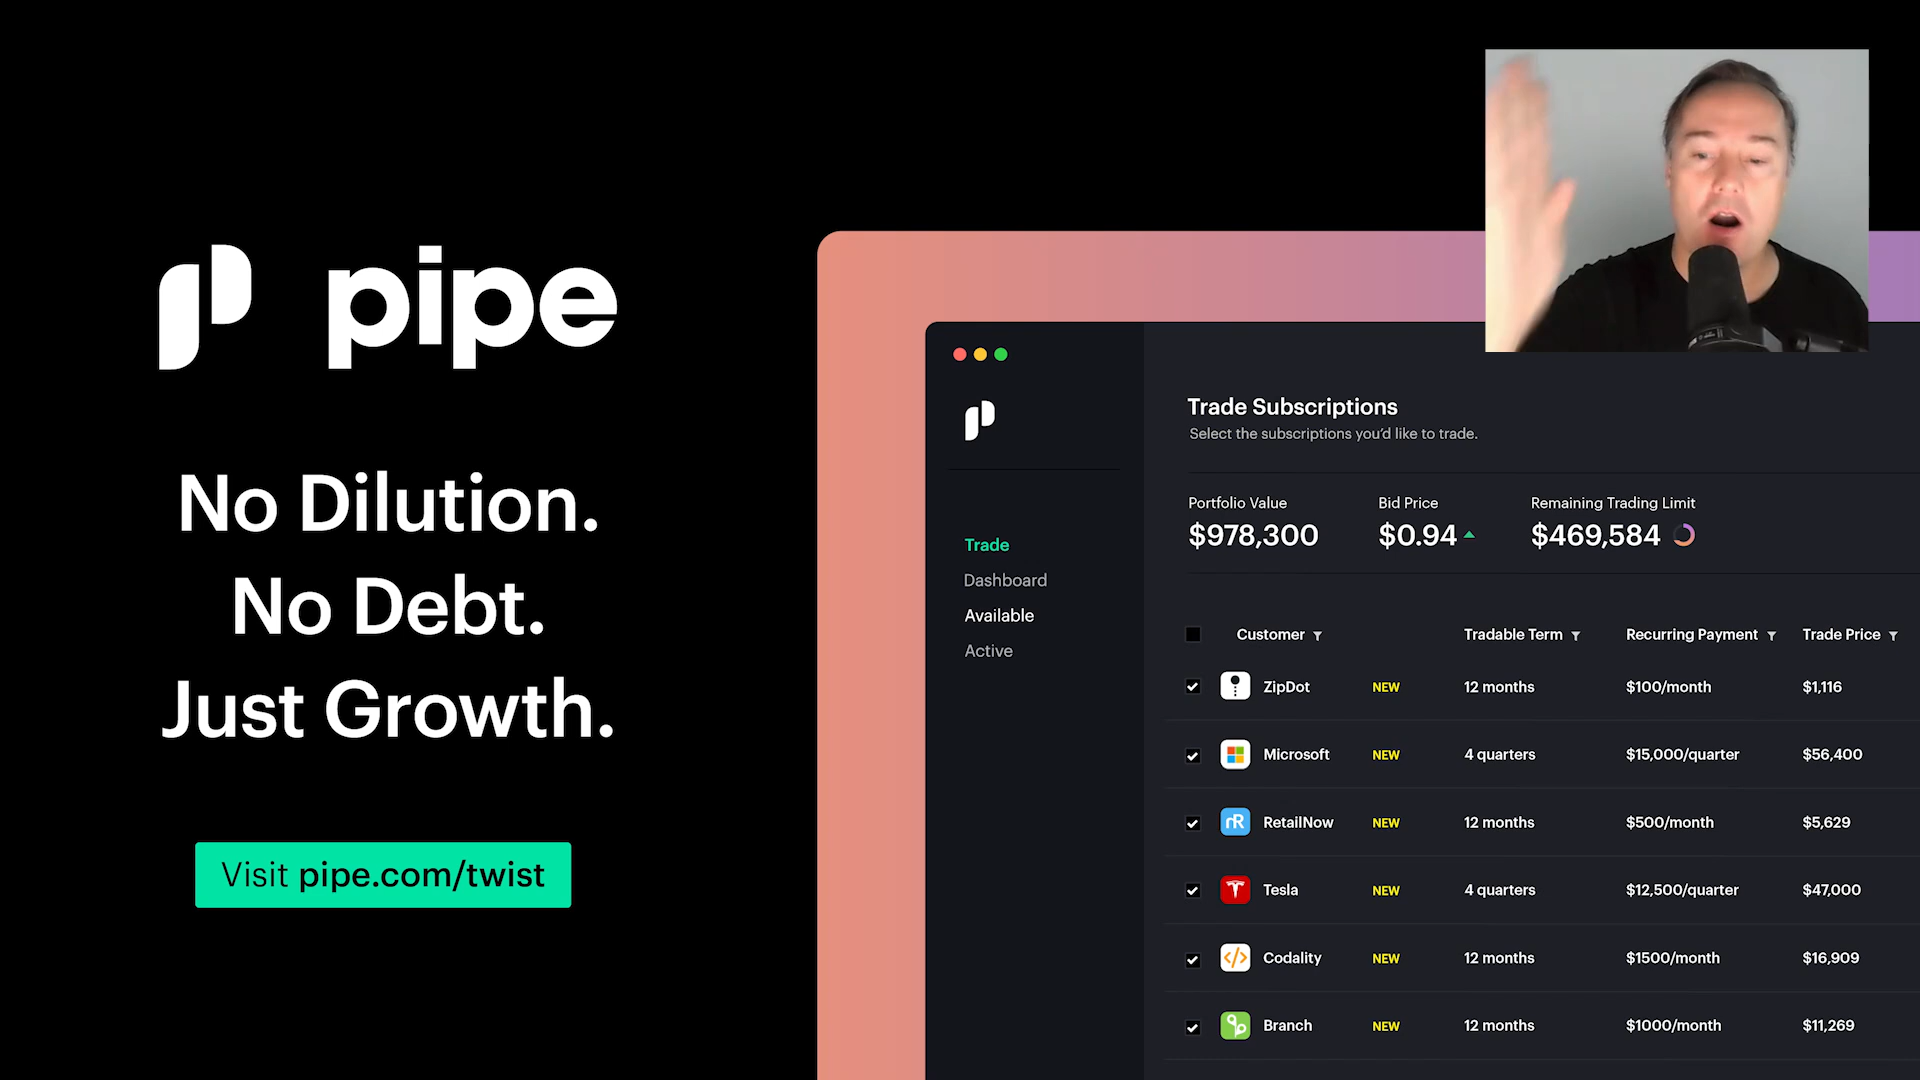 pipe
No Dilution.
No Debt.
Just Growth.
Visit pipe.com/twist
Trade
Dashboard
Available
Active
Trade Subscriptions
Select the subscriptions you'd like to trade.
Portfolio Value Bid Price Remaining Trading Limit
$978,300 $0.94 $469,584
Customer Tradable Term Recurring Payment Trade Price
ZipDot NEW 12 months $100/month $1,116
Microsoft NEW 4 quarters $15,000/quarter $56,400
RetailNow NEW 12 months $500/month $5,629
Tesla NEW 4 quarters $12,500/quarter $47,000
Codality NEW 12 months $1500/month $16,909
Branch NEW 12 months $1000/month $11,269